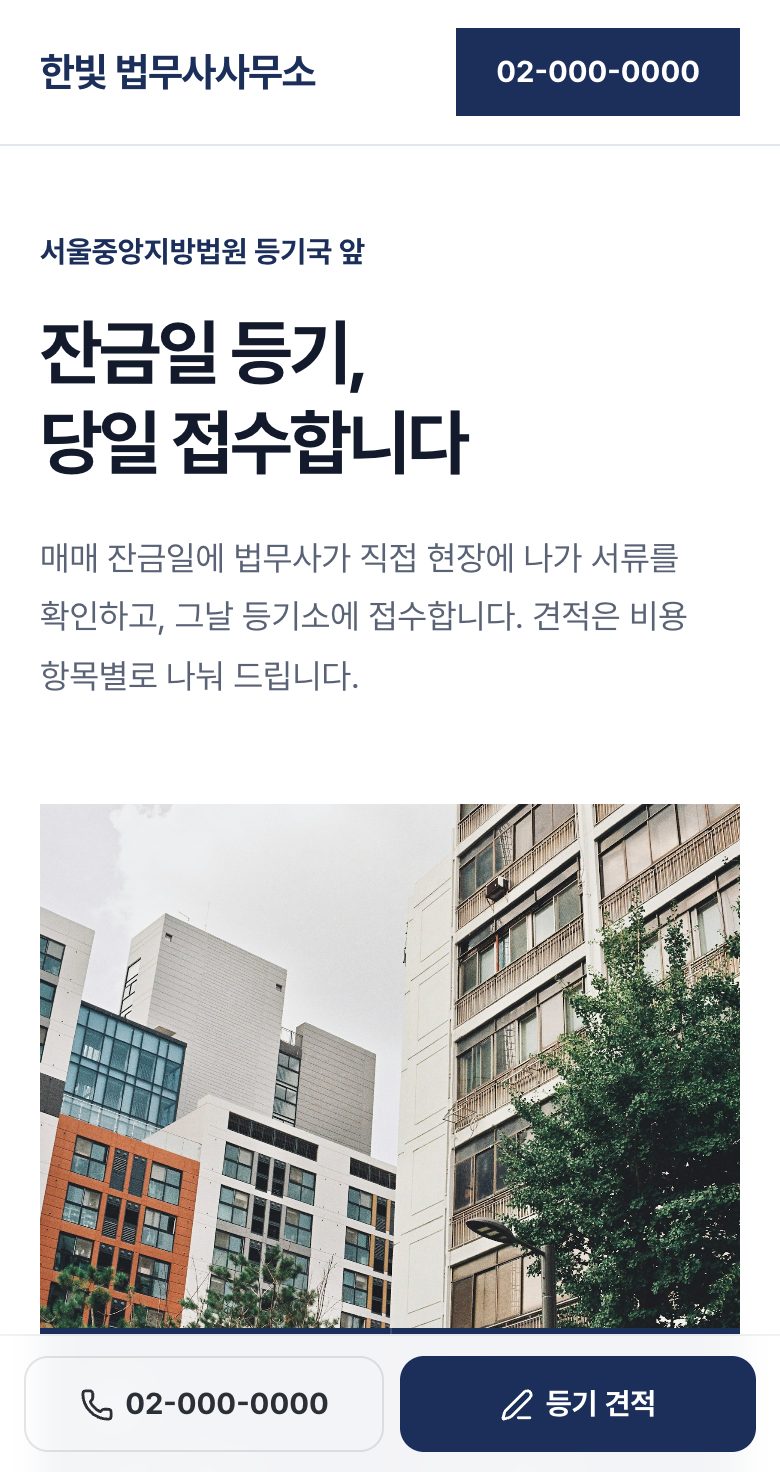 한빛 법무사사무소
02-000-0000
서울중앙지방법원 등기국 앞
잔금일 등기,
당일 접수합니다
매매 잔금일에 법무사가 직접 현장에 나가 서류를
확인하고, 그날 등기소에 접수합니다. 견적은 비용
항목별로 나눠 드립니다.
02-000-0000
등기 견적